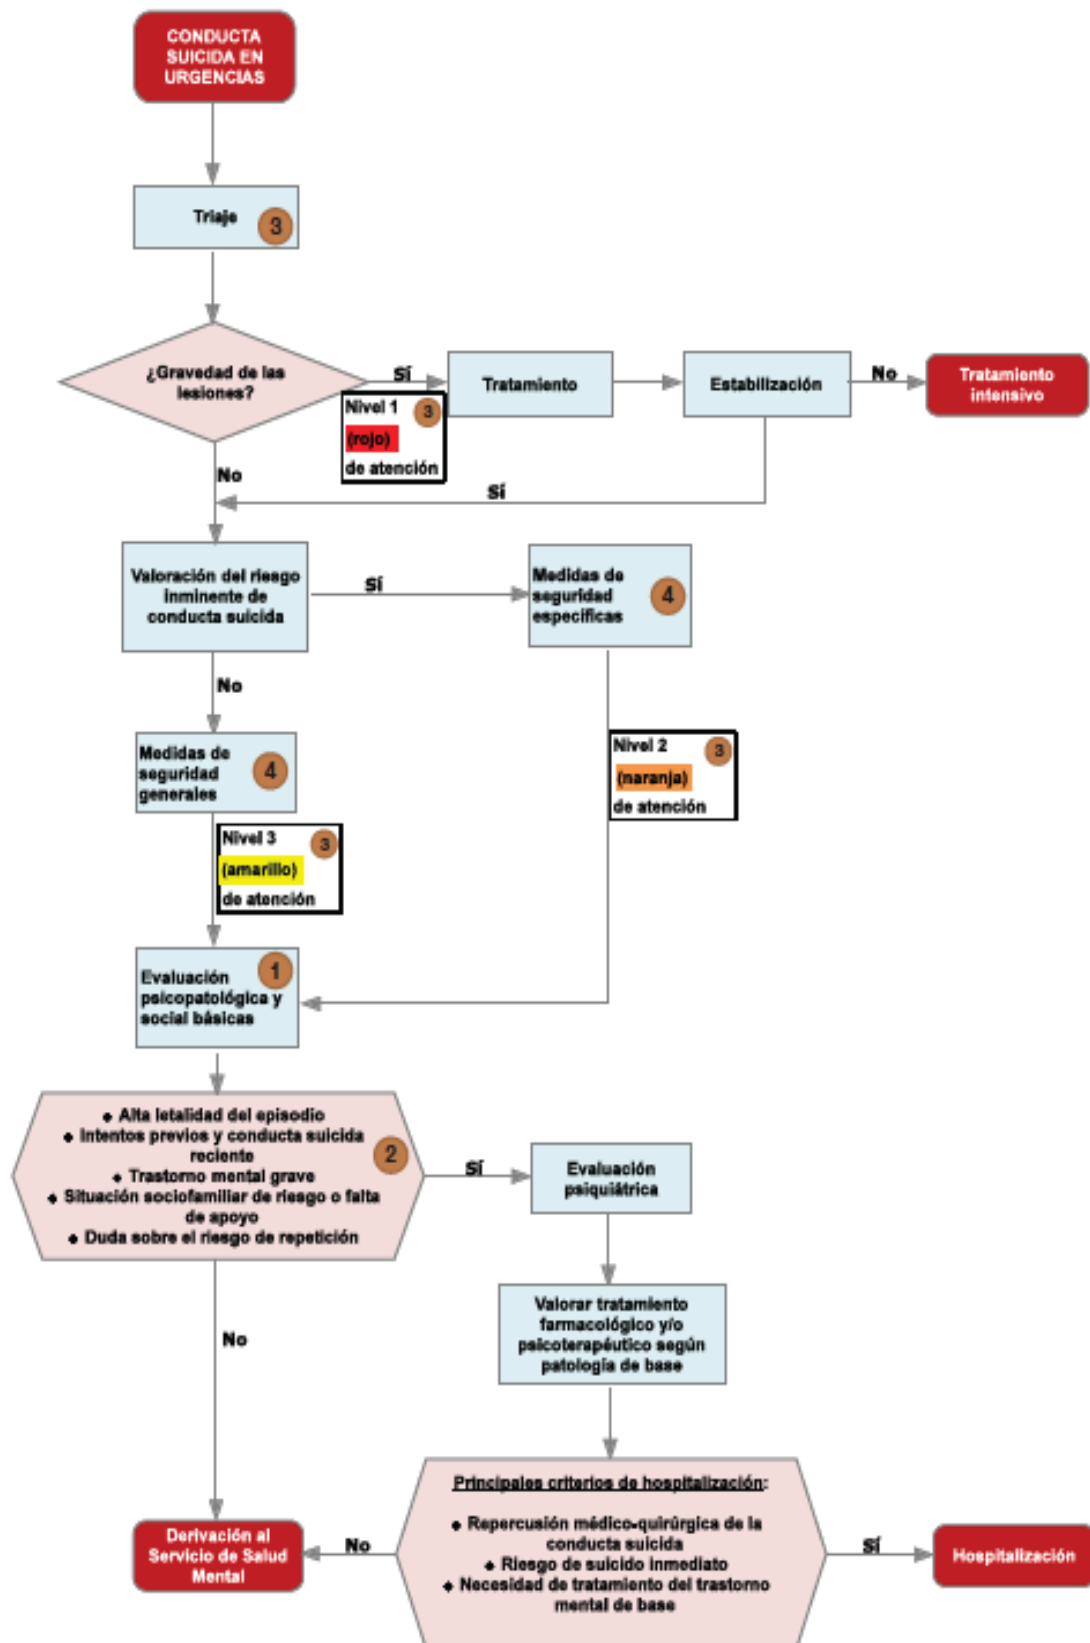 CONDUCTA
SUICIDA EN
URGENCIAS
Triaje
3
¿Gravedad de las
lesiones?
Sí
Nivel 1
3
(rojo)
de atención
Tratamiento
Estabilización
No
Tratamiento
intensivo
No
Sí
Valoración del riesgo
inminente de
conducta suicida
Sí
Medidas de
seguridad
específicas
4
No
Medidas de
seguridad
generales
4
Nivel 2
3
(naranja)
de atención
Nivel 3
3
(amarillo)
de atención
1
Evaluación
psicopatológica y
social básicas
• Alta letalidad del episodio
• Intentos previos y conducta suicida
reciente
• Trastorno mental grave
• Situación sociofamiliar de riesgo o falta
de apoyo
• Duda sobre el riesgo de repetición
2
Sí
Evaluación
psiquiátrica
No
Valorar tratamiento
farmacológico y/o
psicoterapéutico según
patología de base
Principales criterios de hospitalización:
• Repercusión médico-quirúrgica de la
conducta suicida
• Riesgo de suicido inmediato
• Necesidad de tratamiento del trastorno
mental de base
No
Derivación al
Servicio de Salud
Mental
Sí
Hospitalización